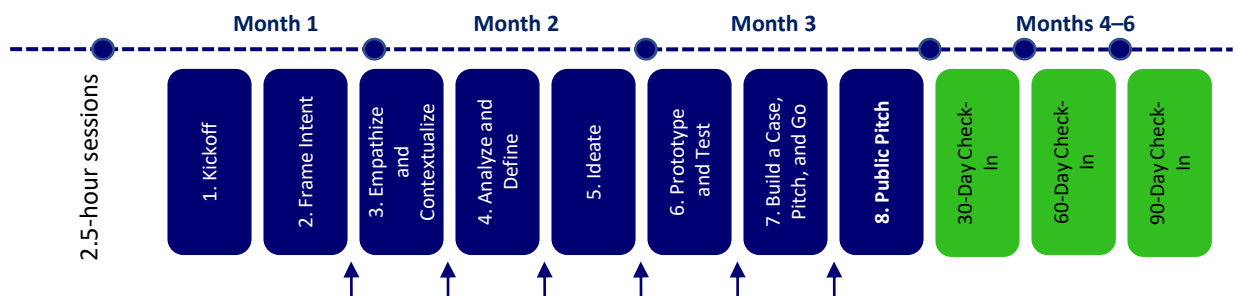 Month 1
Month 2
Month 3
Months 4–6
2.5-hour sessions
1. Kickoff
2. Frame Intent
3. Empathize
and
Contextualize
4. Analyze and
Define
5. Ideate
6. Prototype
and Test
7. Build a Case,
Pitch, and Go
8. Public Pitch
30-Day Check-
In
60-Day Check-
In
90-Day Check-
In